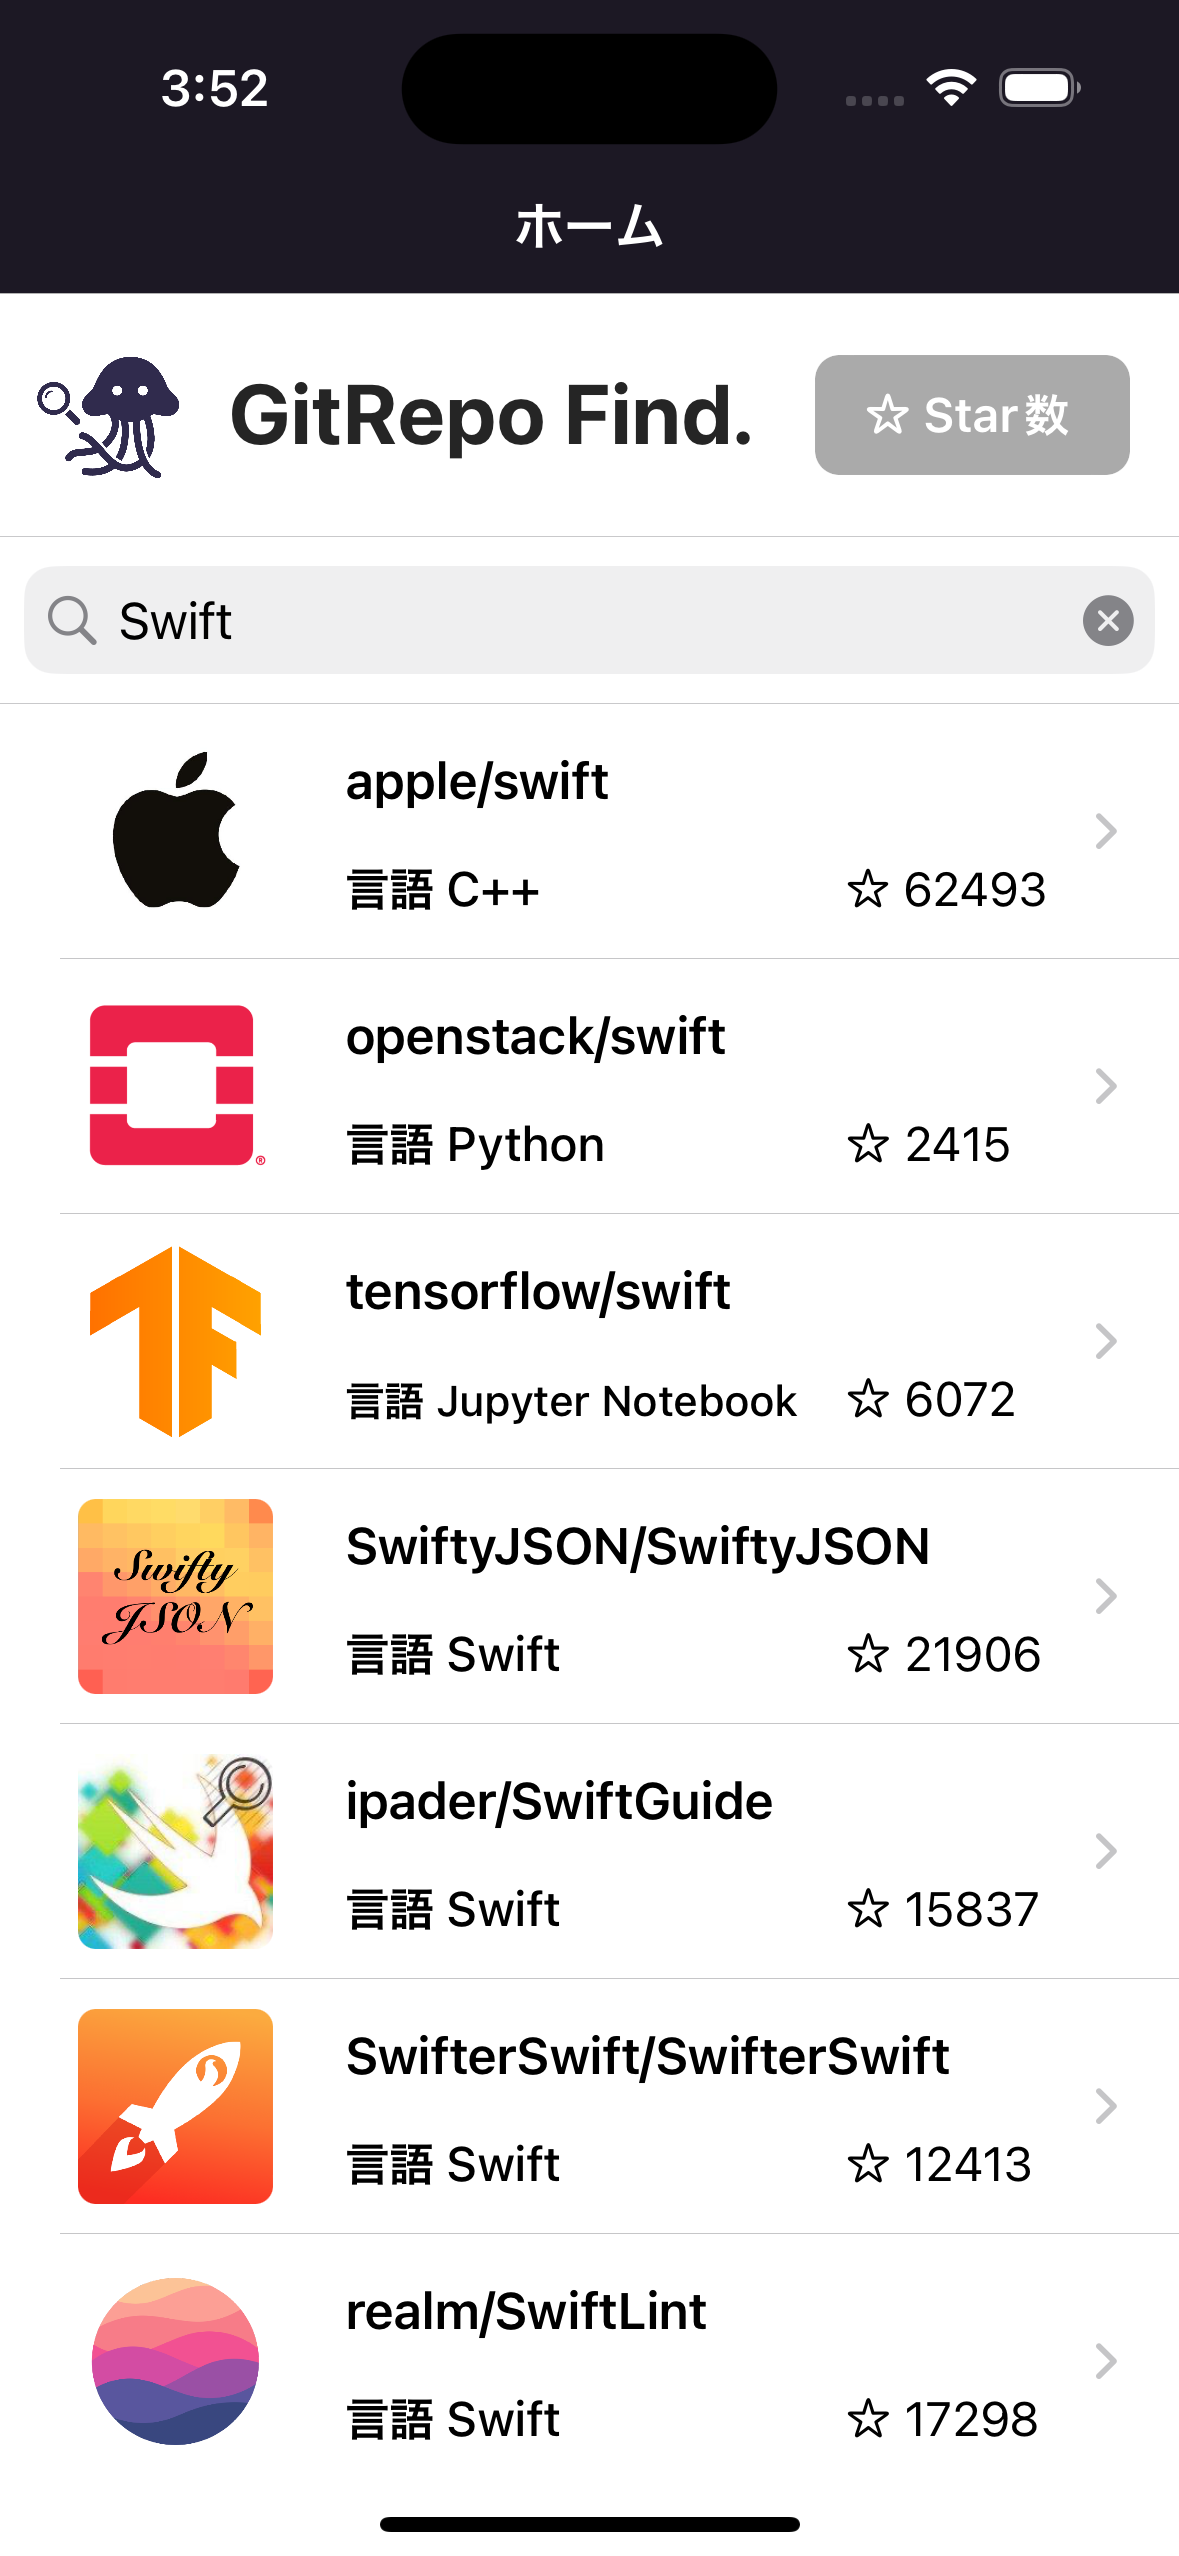 3:52
ホーム
GitRepo Find.
☆ Star数
Swift
apple/swift
言語 C++ ☆ 62493
openstack/swift
言語 Python ☆ 2415
®
tensorflow/swift
言語 Jupyter Notebook ☆ 6072
Swifty
JSON
SwiftyJSON/SwiftyJSON
言語 Swift ☆ 21906
ipader/SwiftGuide
言語 Swift ☆ 15837
SwifterSwift/SwifterSwift
言語 Swift ☆ 12413
realm/SwiftLint
言語 Swift ☆ 17298